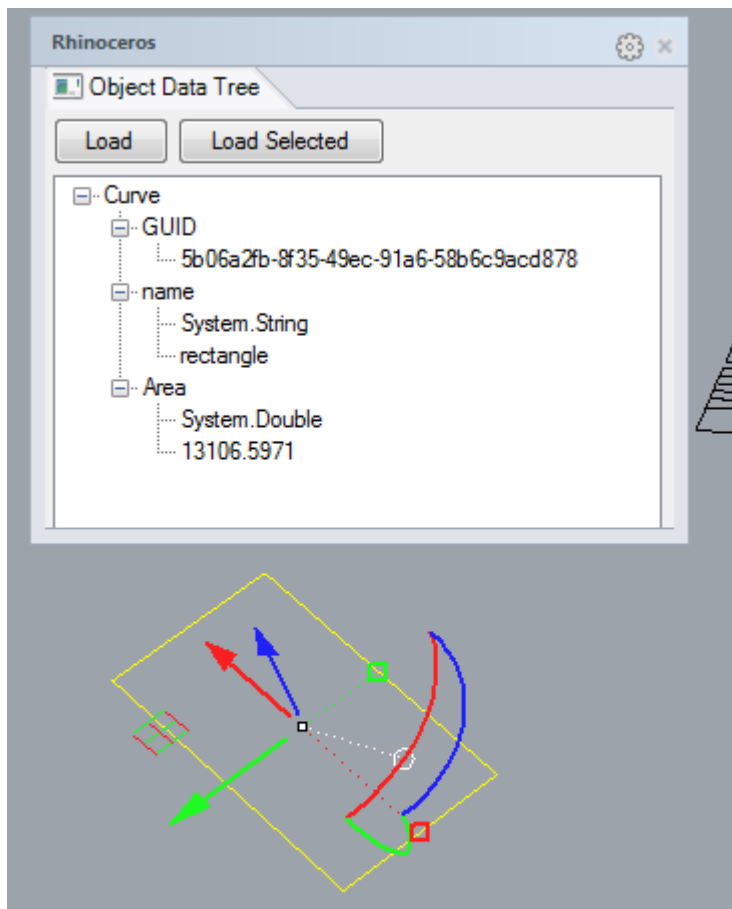 Rhinoceros
Object Data Tree
Load Load Selected
Curve
GUID
5b06a2fb-8f35-49ec-91a6-58b6c9acd878
name
System.String
rectangle
Area
System.Double
13106.5971